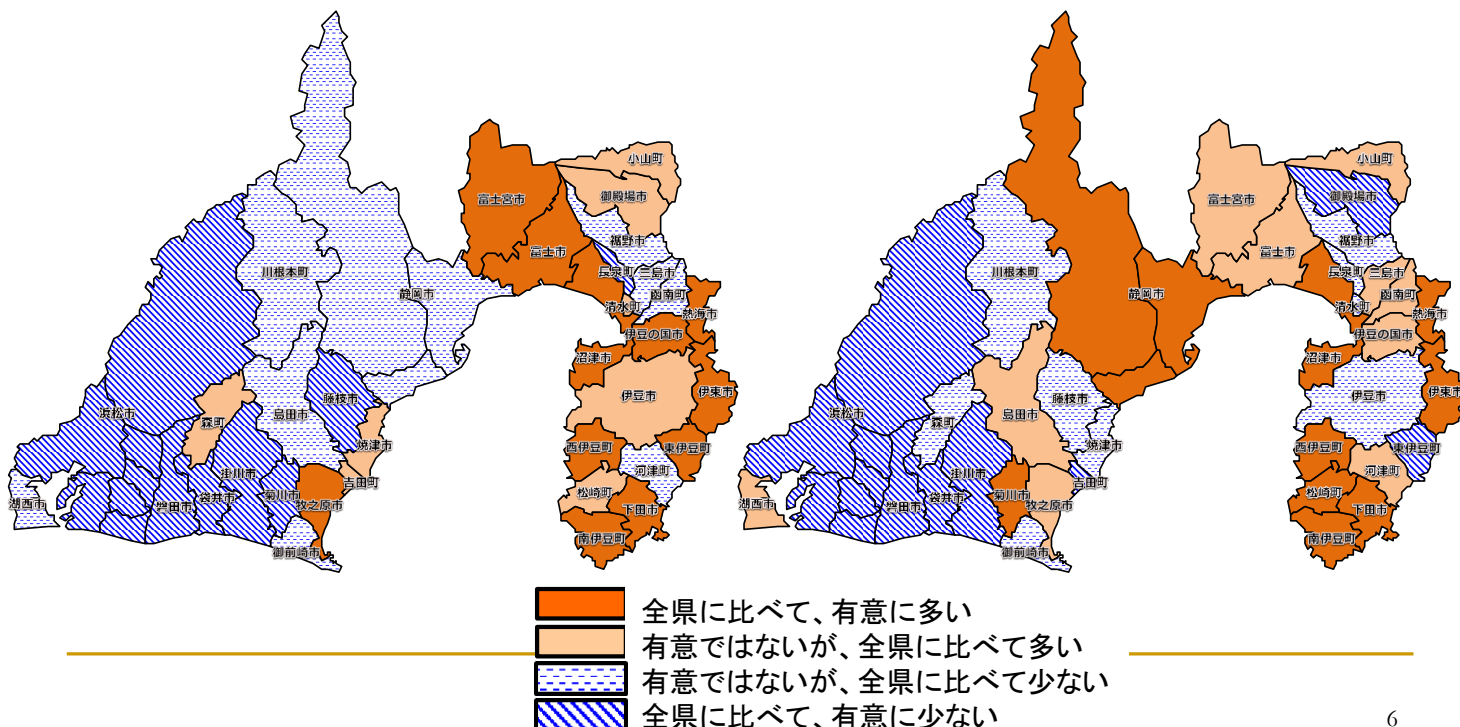 小山町
御殿場市
富士宮市
裾野市
富士市
長泉町
三島市
川根本町
函南町
静岡市
清水町
熱海市
伊豆の国市
沼津市
伊豆市
伊東市
藤枝市
浜松市
島田市
森町
焼津市
西伊豆町
東伊豆町
掛川市
河津町
吉田町
湖西市
磐田市
袋井市
菊川市
牧之原市
松崎町
下田市
南伊豆町
御前崎市
小山町
御殿場市
富士宮市
裾野市
富士市
長泉町
三島市
川根本町
函南町
静岡市
清水町
熱海市
伊豆の国市
沼津市
伊豆市
伊東市
藤枝市
浜松市
島田市
森町
焼津市
西伊豆町
東伊豆町
掛川市
河津町
吉田町
湖西市
磐田市
袋井市
菊川市
牧之原市
松崎町
下田市
南伊豆町
御前崎市
全県に比べて、有意に多い
有意ではないが、全県に比べて多い
有意ではないが、全県に比べて少ない
全県に比べて、有意に少ない
6